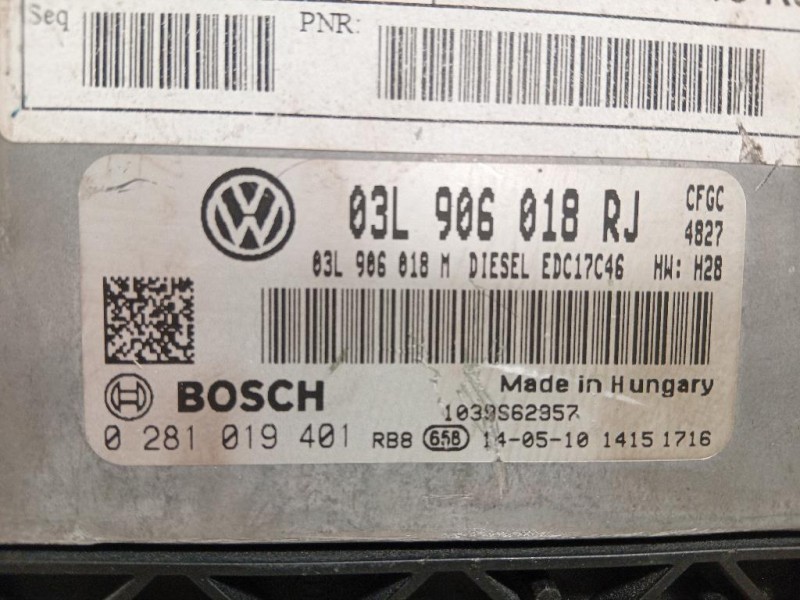 Seq PNR:
03L 906 018 RJ CFGC
4827
03L 906 018 M DIESEL EDC17C46 HW: H28
BOSCH Made in Hungary
1039S62957
0 281 019 401 RB8 658 14-05-10 1415 1716